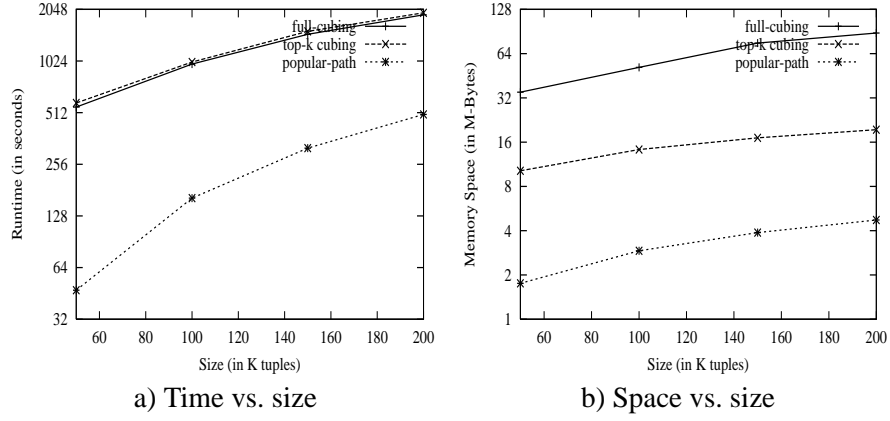 2048
1024
512
256
128
64
32
Runtime (in seconds)
full-cubing
top-k cubing
popular-path
60 80 100 120 140 160 180 200
Size (in K tuples)
a) Time vs. size
128
64
32
16
8
4
2
1
Memory Space (in M-Bytes)
full-cubing
top-k cubing
popular-path
60 80 100 120 140 160 180 200
Size (in K tuples)
b) Space vs. size